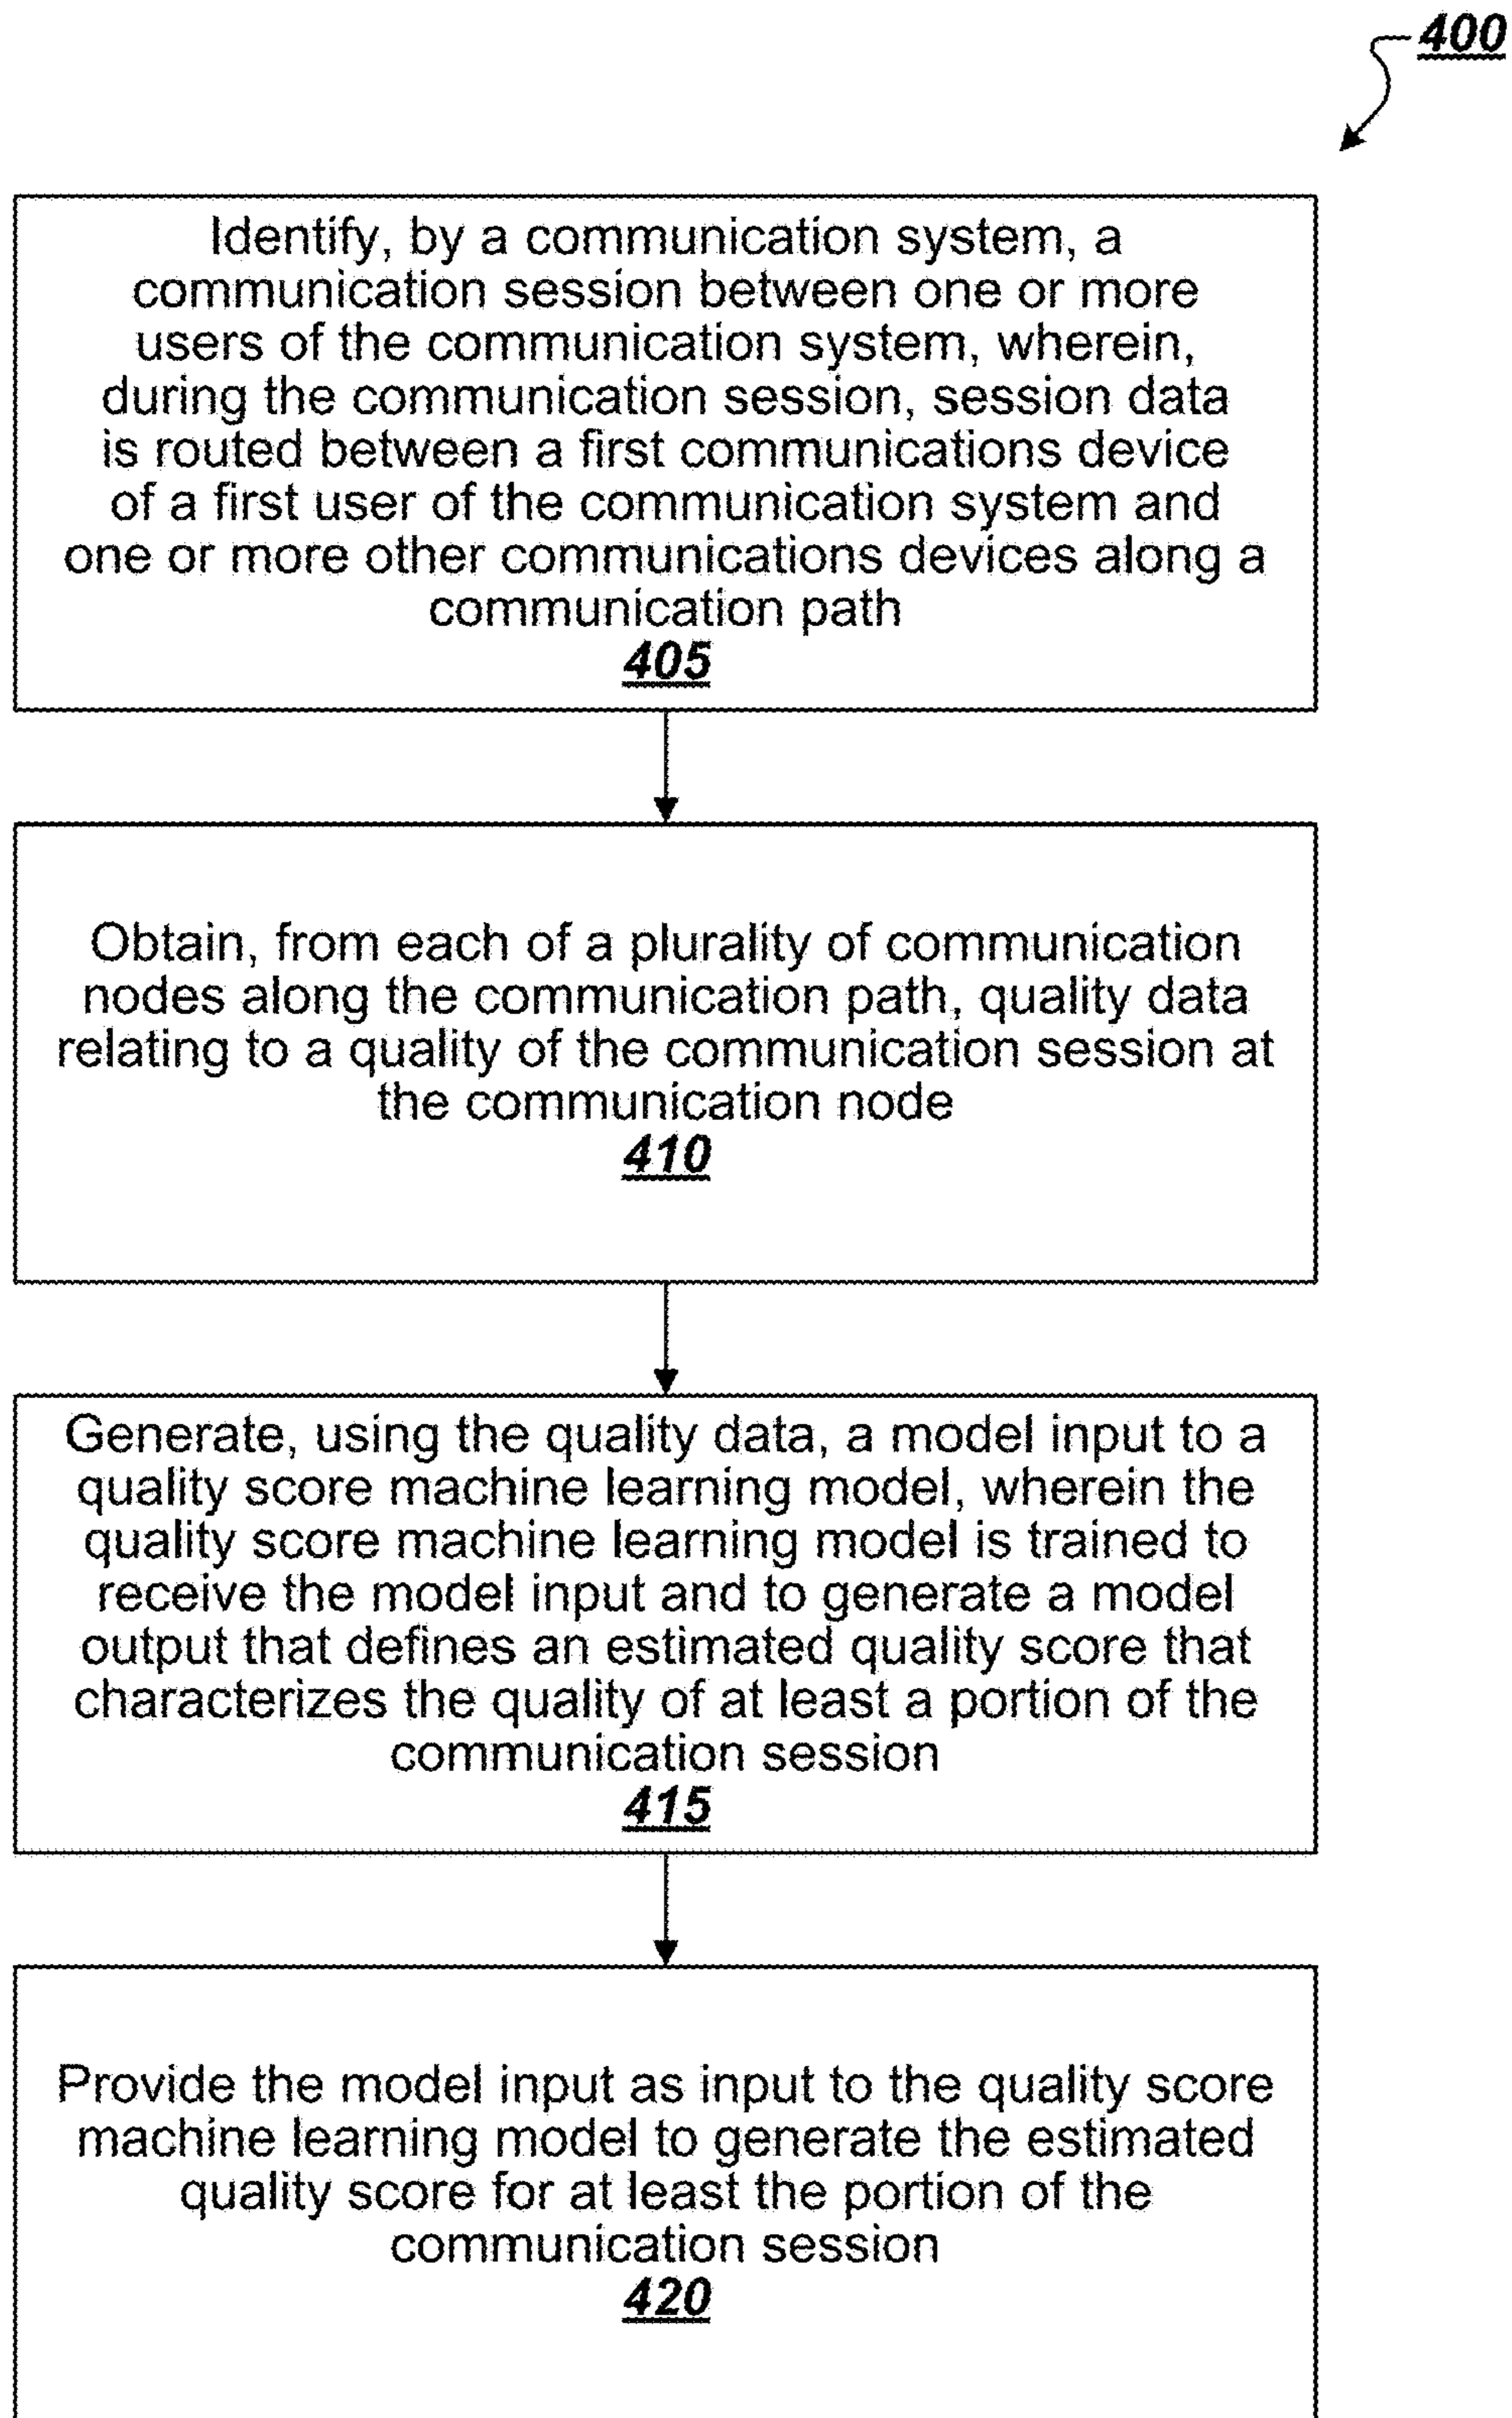 400
Identify, by a communication system, a
communication session between one or more
users of the communication system, wherein,
during the communication session, session data
is routed between a first communications device
of a first user of the communication system and
one or more other communications devices along a
communication path
405
Obtain, from each of a plurality of communication
nodes along the communication path, quality data
relating to a quality of the communication session at
the communication node
410
Generate, using the quality data, a model input to a
quality score machine learning model, wherein the
quality score machine learning model is trained to
receive the model input and to generate a model
output that defines an estimated quality score that
characterizes the quality of at least a portion of the
communication session
415
Provide the model input as input to the quality score
machine learning model to generate the estimated
quality score for at least the portion of the
communication session
420